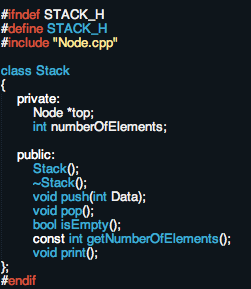 #ifndef STACK_H
#define STACK_H
#include "Node.cpp"

class Stack
{
    private:
        Node *top;
        int numberOfElements;

    public:
        Stack();
        ~Stack();
        void push(int Data);
        void pop();
        bool isEmpty();
        const int getNumberOfElements();
        void print();
};
#endif